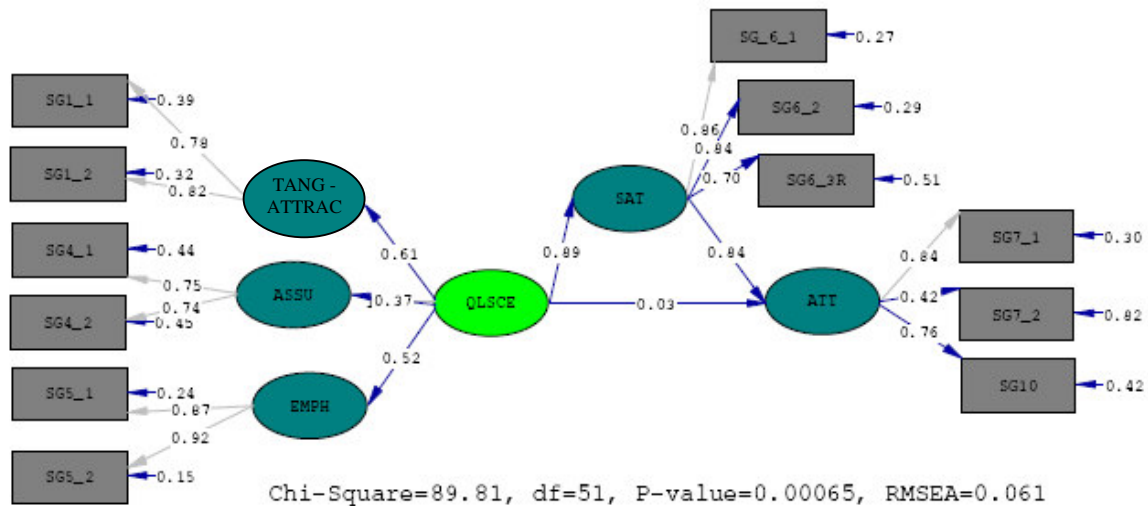 SG_6_1
0.27
SG1_1
0.39
SG6_2
0.29
0.86
0.84
0.78
SG1_2
0.32
0.82
0.70
SG6_3R
0.51
TANG -
ATTRAC
SAT
SG4_1
0.44
SG7_1
0.30
0.61
0.89
0.84
0.84
0.75
ASSU
0.37
QLSCE
0.03
ATT
0.42
SG4_2
0.74
0.45
SG7_2
0.82
0.76
0.52
SG5_1
0.24
0.87
EMPH
SG10
0.42
0.92
SG5_2
0.15
Chi-Square=89.81, df=51, P-value=0.00065, RMSEA=0.061